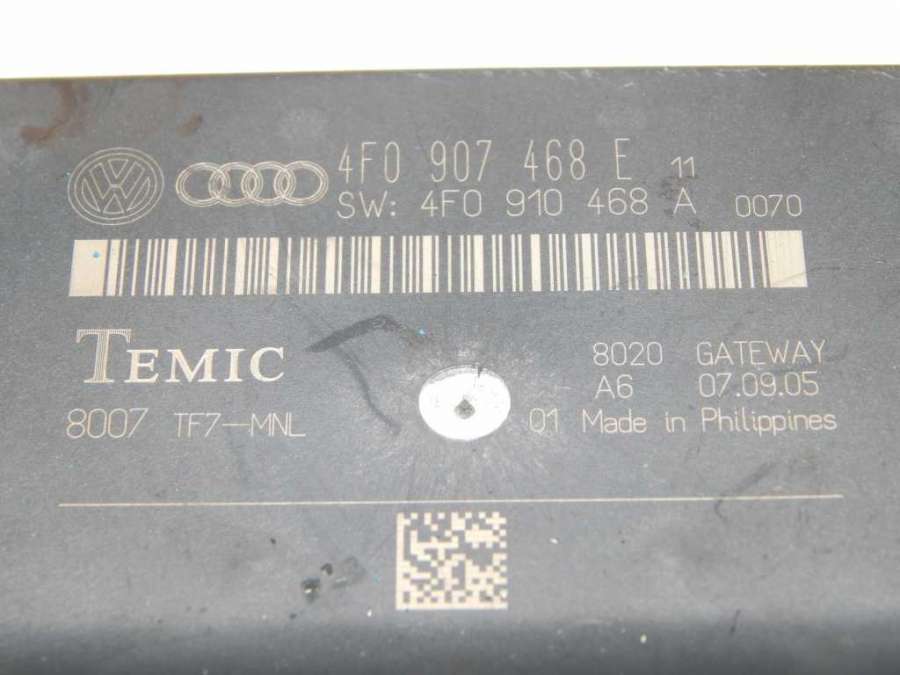 4F0 907 468 E 11
SW: 4F0 910 468 A 0070
TEMIC
8020 GATEWAY
A6 07.09.05
8007 TF7-MNL
01 Made in Philippines